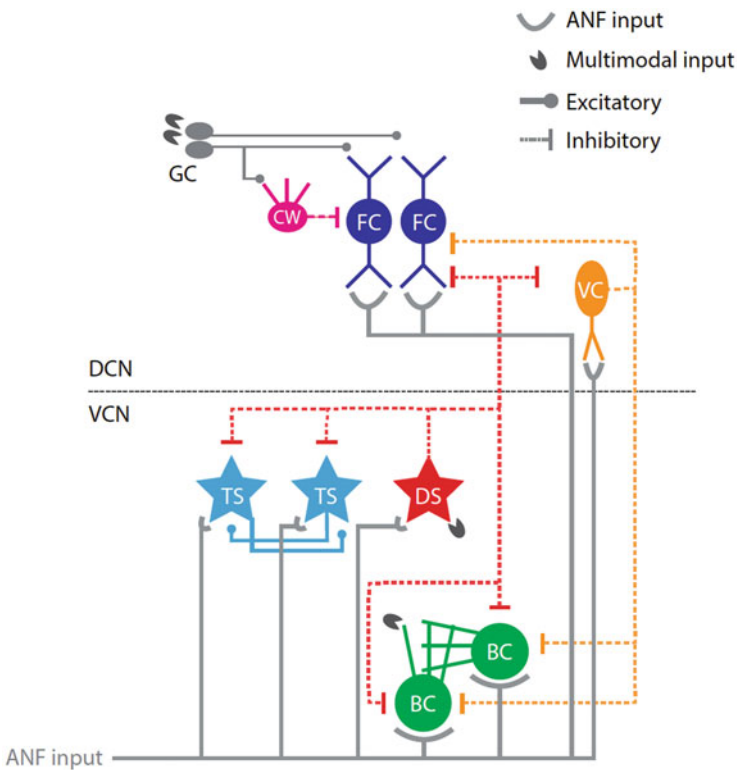 ANF input
Multimodal input
Excitatory
Inhibitory
GC
CW
FC
FC
VC
DCN
VCN
TS
TS
DS
BC
BC
ANF input